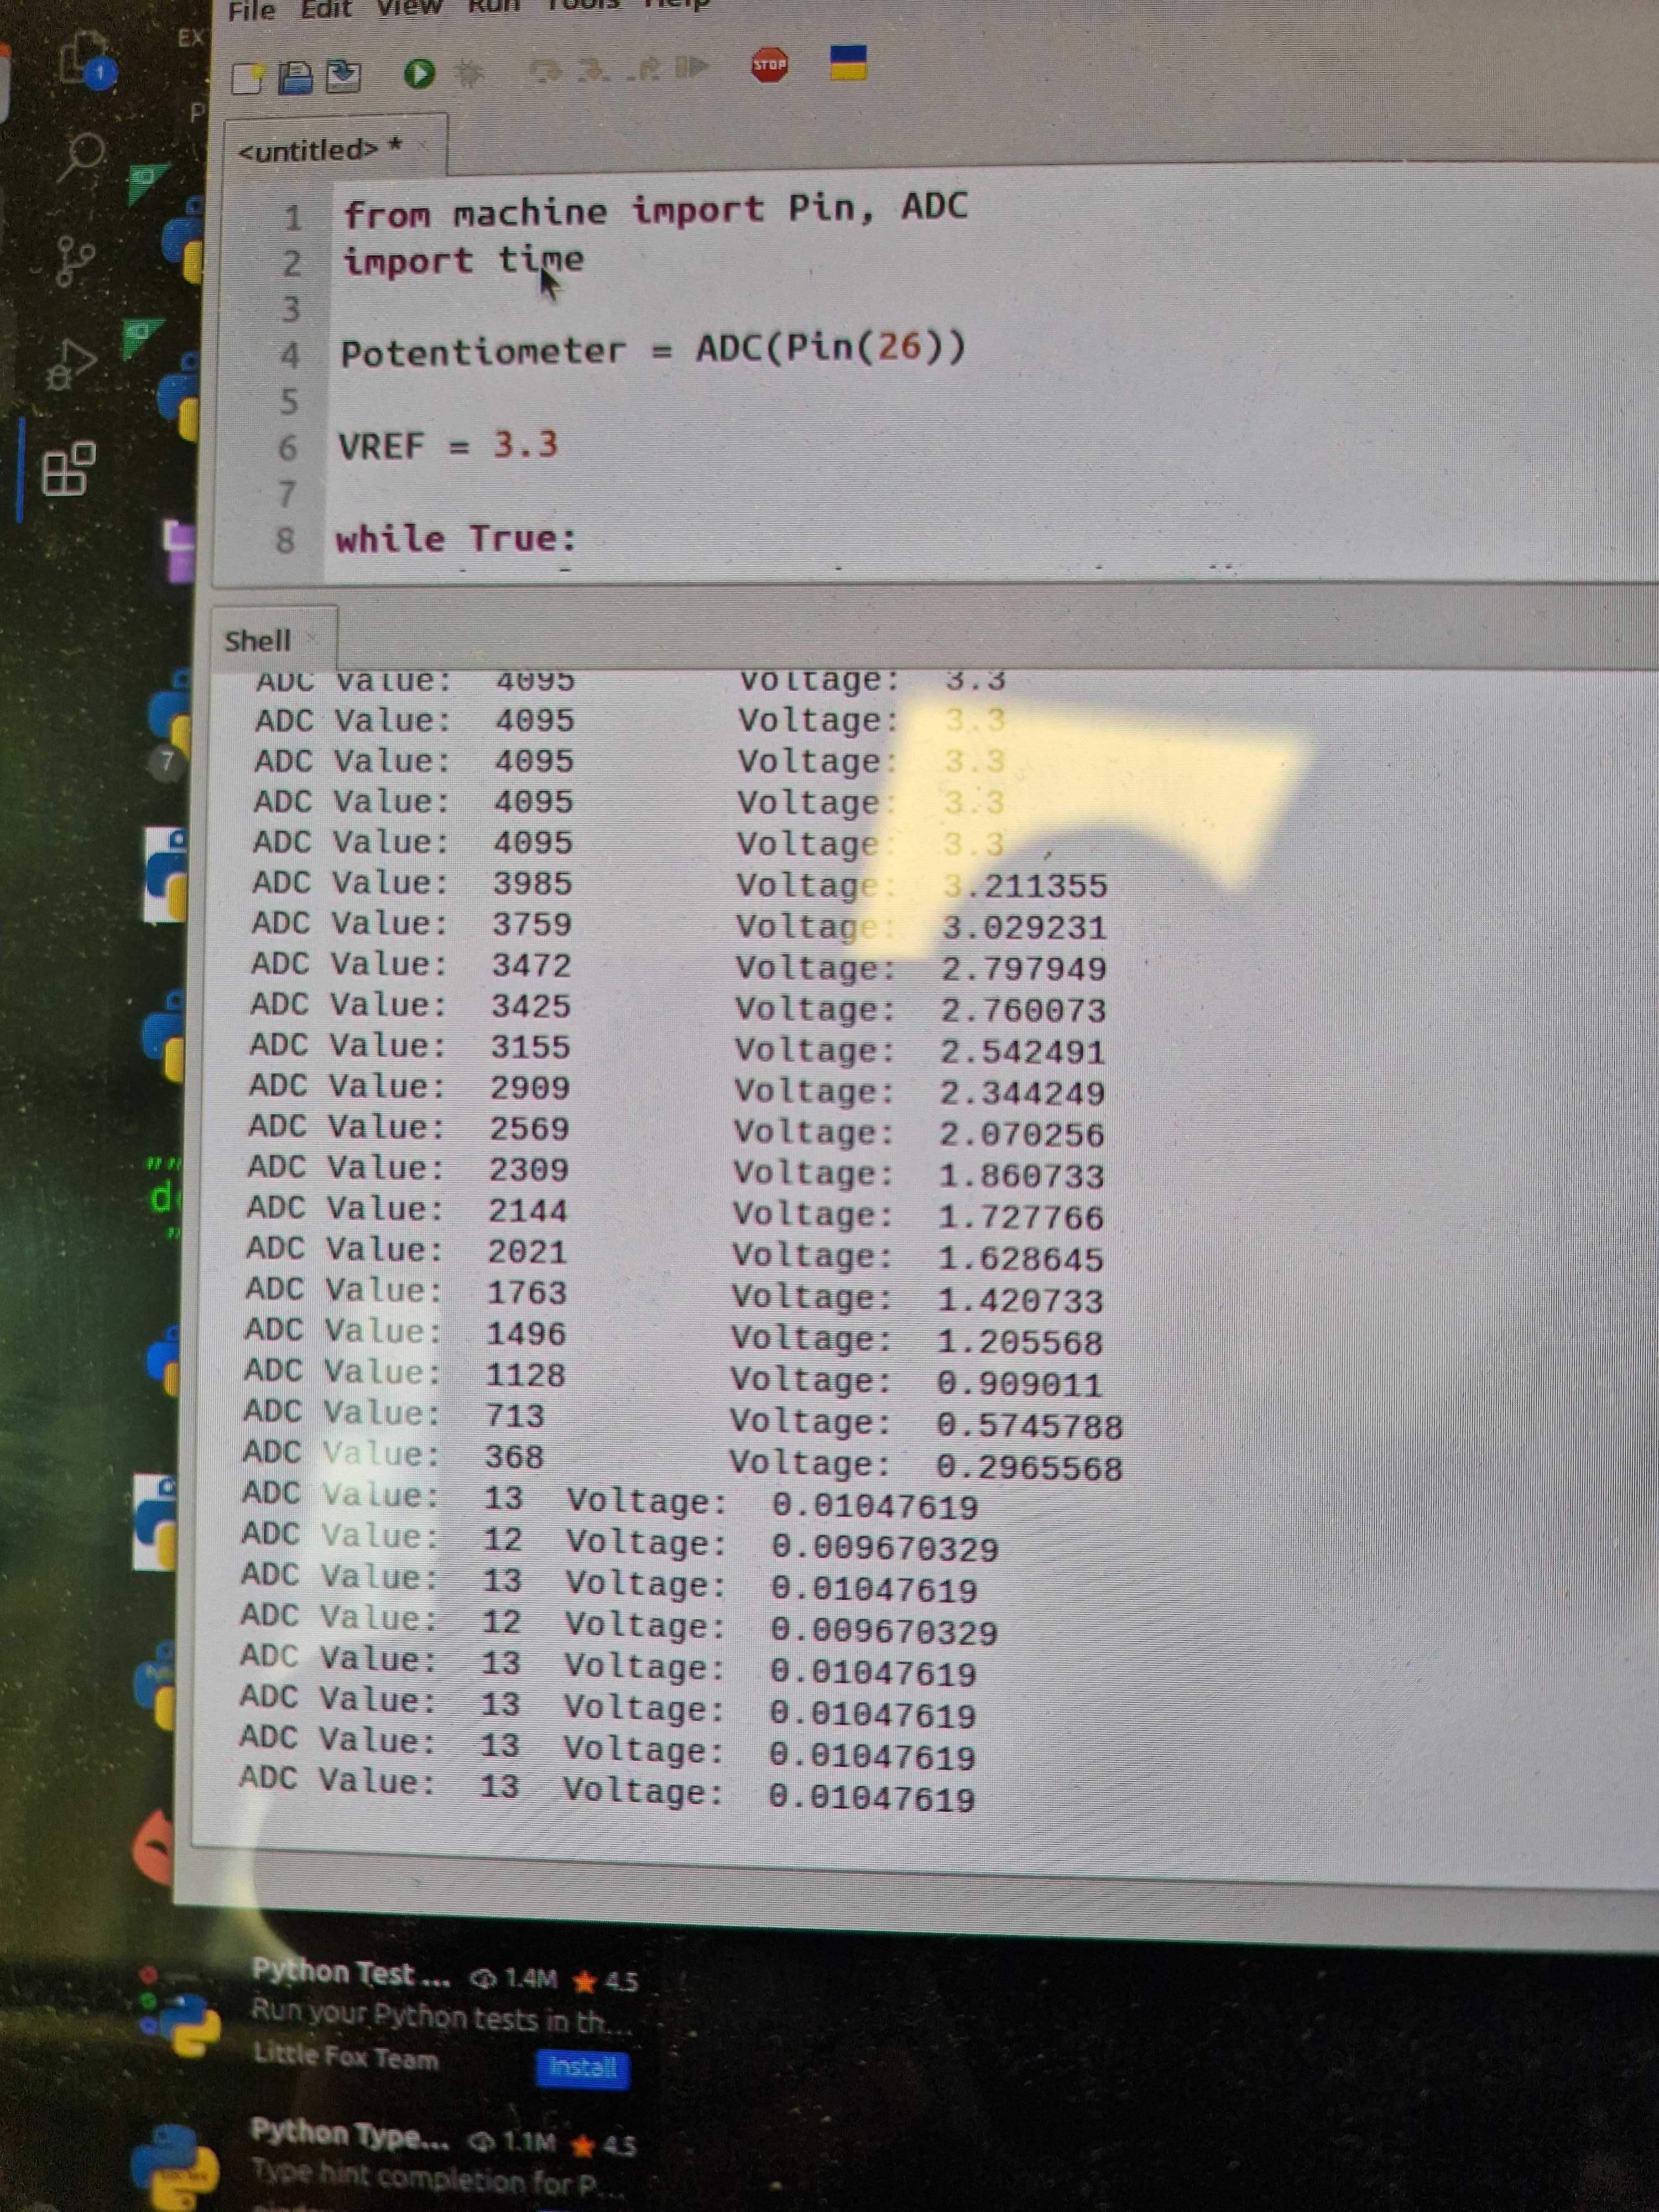 File Edit View Run Tools Help
EX
P
1
STOP
<untitled> *
1 from machine import Pin, ADC
2 import time
3
4 Potentiometer = ADC(Pin(26))
5
6 VREF = 3.3
7
8 while True:
Shell
ADC Value: 4095 Voltage: 3.3
ADC Value: 4095 Voltage: 3.3
ADC Value: 4095 Voltage: 3.3
ADC Value: 4095 Voltage: 3.3
ADC Value: 4095 Voltage: 3.3
ADC Value: 3985 Voltage: 3.211355
ADC Value: 3759 Voltage: 3.029231
ADC Value: 3472 Voltage: 2.797949
ADC Value: 3425 Voltage: 2.760073
ADC Value: 3155 Voltage: 2.542491
ADC Value: 2909 Voltage: 2.344249
ADC Value: 2569 Voltage: 2.070256
ADC Value: 2309 Voltage: 1.860733
ADC Value: 2144 Voltage: 1.727766
ADC Value: 2021 Voltage: 1.628645
ADC Value: 1763 Voltage: 1.420733
ADC Value: 1496 Voltage: 1.205568
ADC Value: 1128 Voltage: 0.909011
ADC Value: 713 Voltage: 0.5745788
ADC Value: 368 Voltage: 0.2965568
ADC Value: 13 Voltage: 0.01047619
ADC Value: 12 Voltage: 0.009670329
ADC Value: 13 Voltage: 0.01047619
ADC Value: 12 Voltage: 0.009670329
ADC Value: 13 Voltage: 0.01047619
ADC Value: 13 Voltage: 0.01047619
ADC Value: 13 Voltage: 0.01047619
ADC Value: 13 Voltage: 0.01047619
7
Python Test ... 1.4M 4.5
Run your Python tests in th...
Little Fox Team Install
Python Type... 1.1M 4.5
Type hint completion for P...